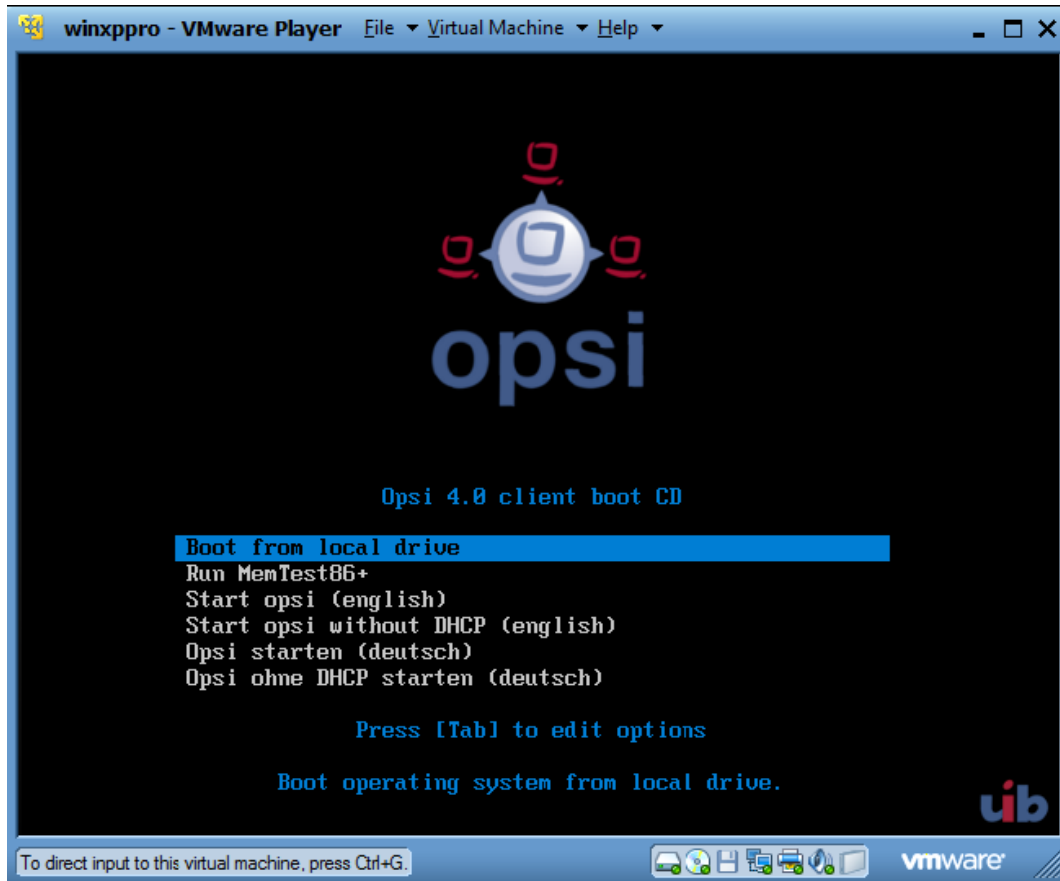 winxppro - VMware Player File Virtual Machine Help
opsi
Opsi 4.0 client boot CD
Boot from local drive
Run MemTest86+
Start opsi (english)
Start opsi without DHCP (english)
Opsi starten (deutsch)
Opsi ohne DHCP starten (deutsch)
Press [Tab] to edit options
Boot operating system from local drive.
uib
To direct input to this virtual machine, press Ctrl+G.
vmware